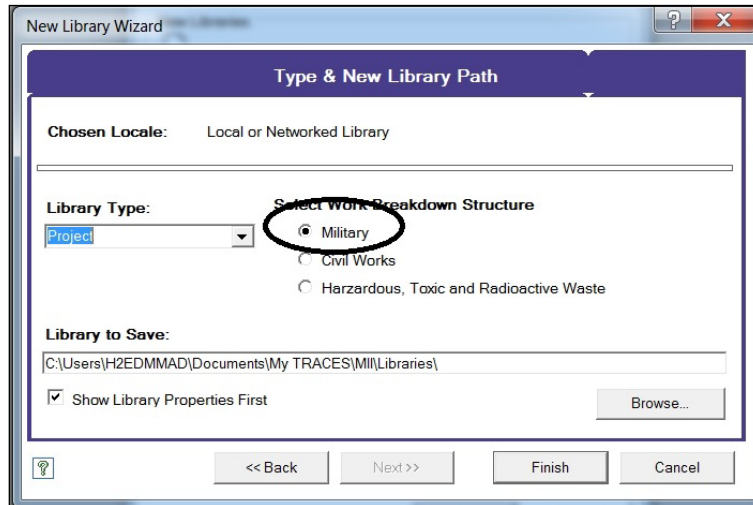 New Library Wizard
Type & New Library Path
Chosen Locale: Local or Networked Library
Library Type:
Select Work Breakdown Structure
Project
Military
Civil Works
Harzardous, Toxic and Radioactive Waste
Library to Save:
C:\Users\H2EDMMAD\Documents\My TRACES\MII\Libraries\
Show Library Properties First
Browse...
<< Back
Next >>
Finish
Cancel